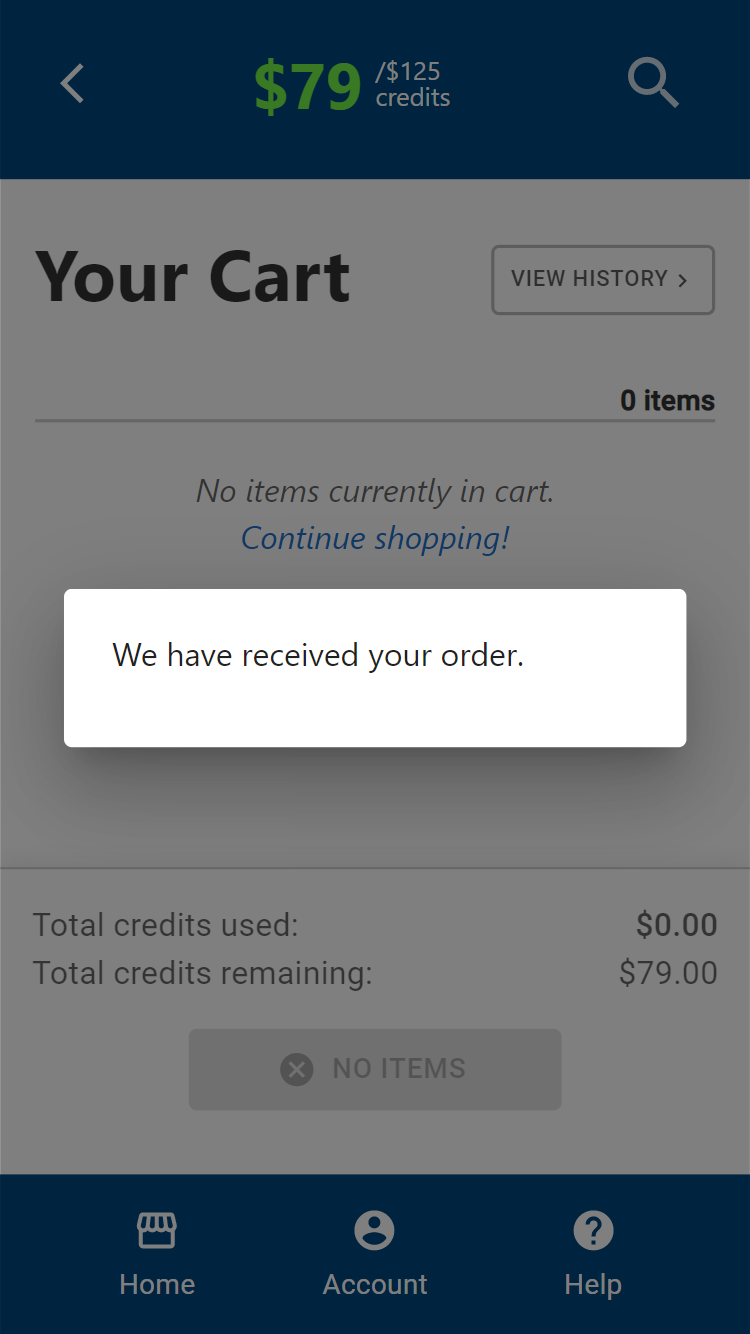 $79 /$125
credits
Your Cart
VIEW HISTORY >
0 items
No items currently in cart.
Continue shopping!
We have received your order.
Total credits used: $0.00
Total credits remaining: $79.00
NO ITEMS
Home Account Help